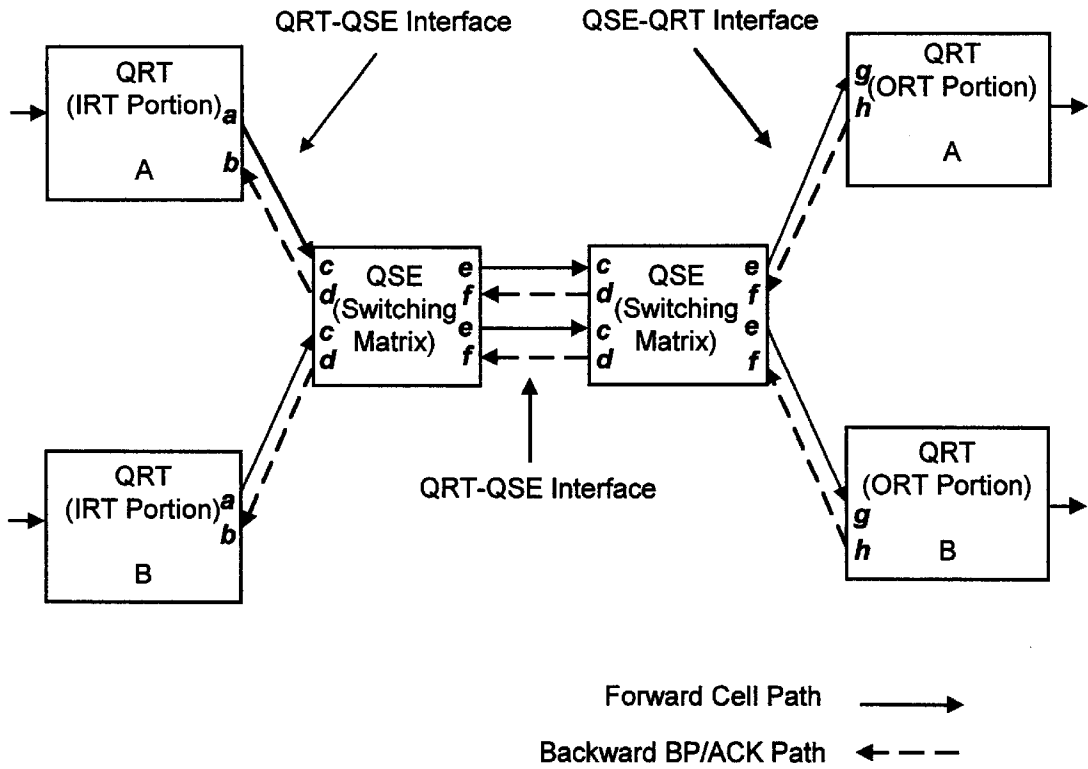 QRT-QSE Interface
QSE-QRT Interface
QRT
(IRT Portion)
a
b
A
QRT
(ORT Portion)
g
h
A
c
d
c
d
QSE
(Switching
Matrix)
e
f
e
f
c
d
c
d
QSE
(Switching
Matrix)
e
f
e
f
QRT
(IRT Portion)
a
b
B
QRT-QSE Interface
QRT
(ORT Portion)
g
h
B
Forward Cell Path
Backward BP/ACK Path